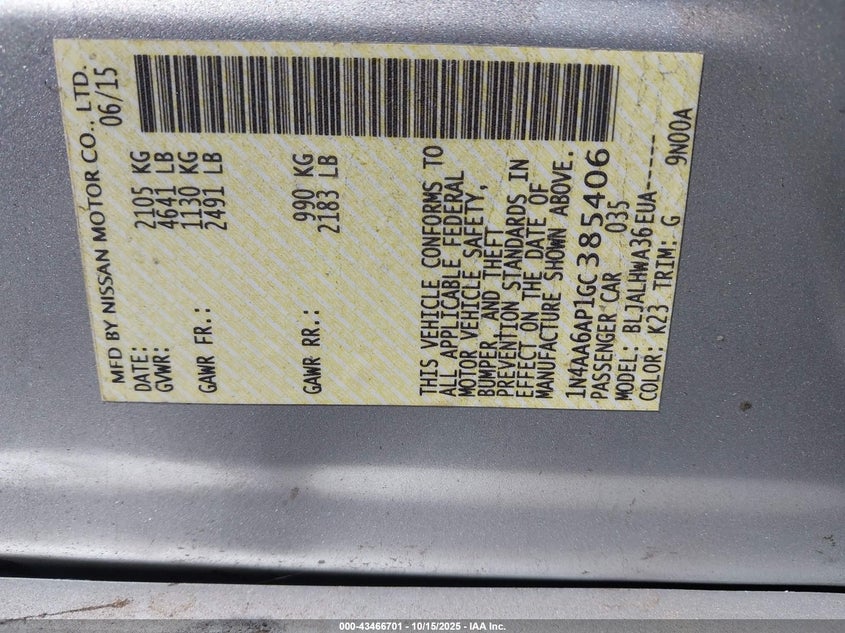 MFD BY NISSAN MOTOR CO., LTD.
DATE: 06/15
GVWR: 2105 KG
4641 LB
GAWR FR.: 1130 KG
2491 LB
GAWR RR.: 990 KG
2183 LB
THIS VEHICLE CONFORMS TO
ALL APPLICABLE FEDERAL
MOTOR VEHICLE SAFETY,
BUMPER AND THEFT
PREVENTION STANDARDS IN
EFFECT ON THE DATE OF
MANUFACTURE SHOWN ABOVE.
1N4AA6AP1GC385406
PASSENGER CAR 035
MODEL: BLJALHWA36EUA-----
COLOR: K23 TRIM: G 9N00A
000-43466701 - 10/15/2025 - IAA Inc.